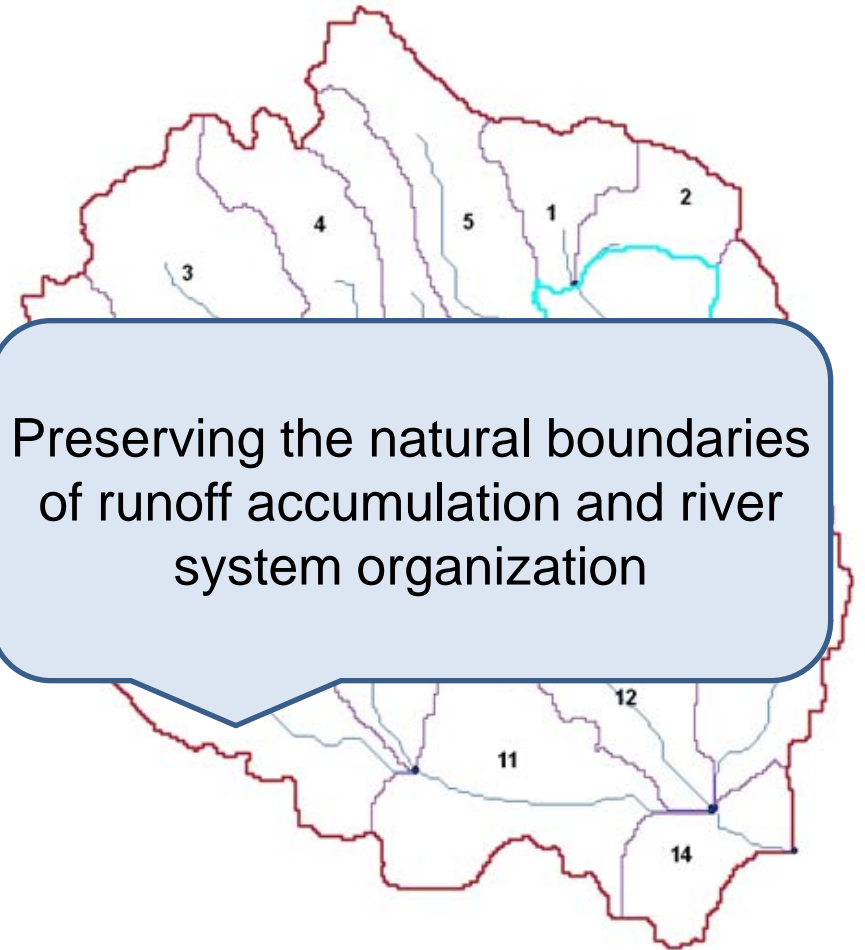 2
1
5
4
3
Preserving the natural boundaries
of runoff accumulation and river
system organization
12
11
14